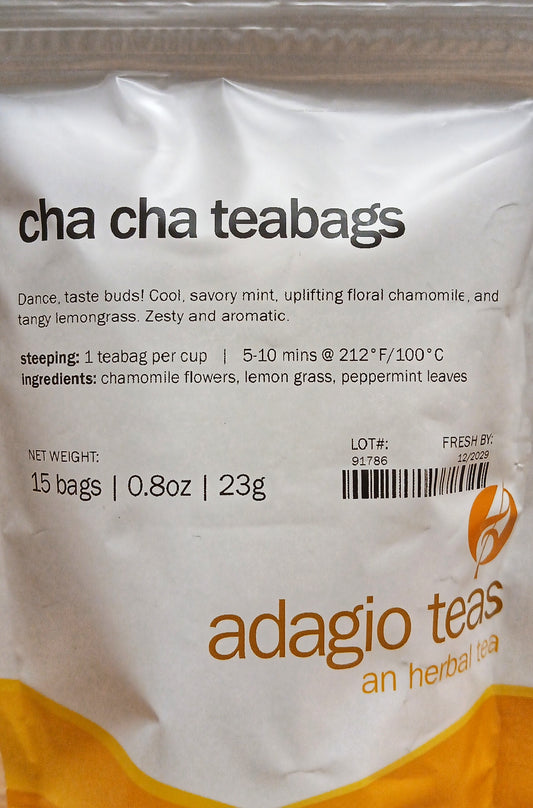 cha cha teabags
Dance, taste buds! Cool, savory mint, uplifting floral chamomile, and
tangy lemongrass. Zesty and aromatic.
steeping: 1 teabag per cup | 5-10 mins @ 212°F/100°C
ingredients: chamomile flowers, lemon grass, peppermint leaves
NET WEIGHT:
15 bags | 0.8oz | 23g
LOT#: FRESH BY:
91786 12/2029
adagio teas
an herbal tea